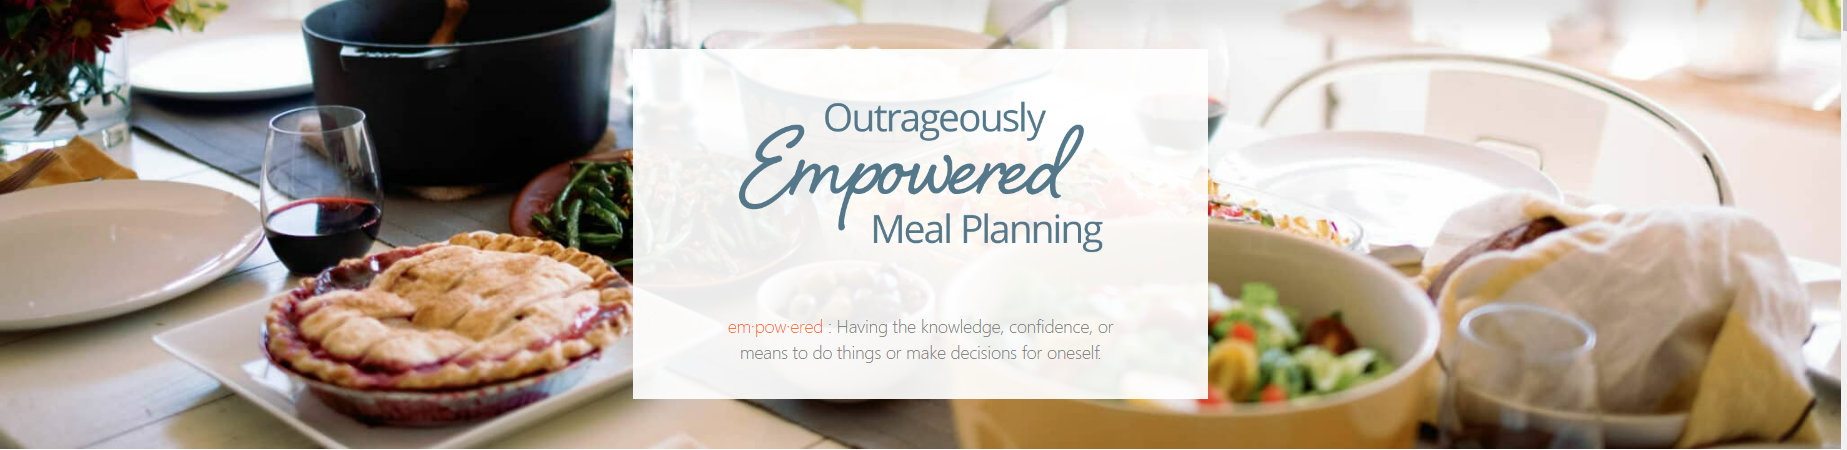 Outrageously
Empowered
Meal Planning
em·pow·ered : Having the knowledge, confidence, or
means to do things or make decisions for oneself.